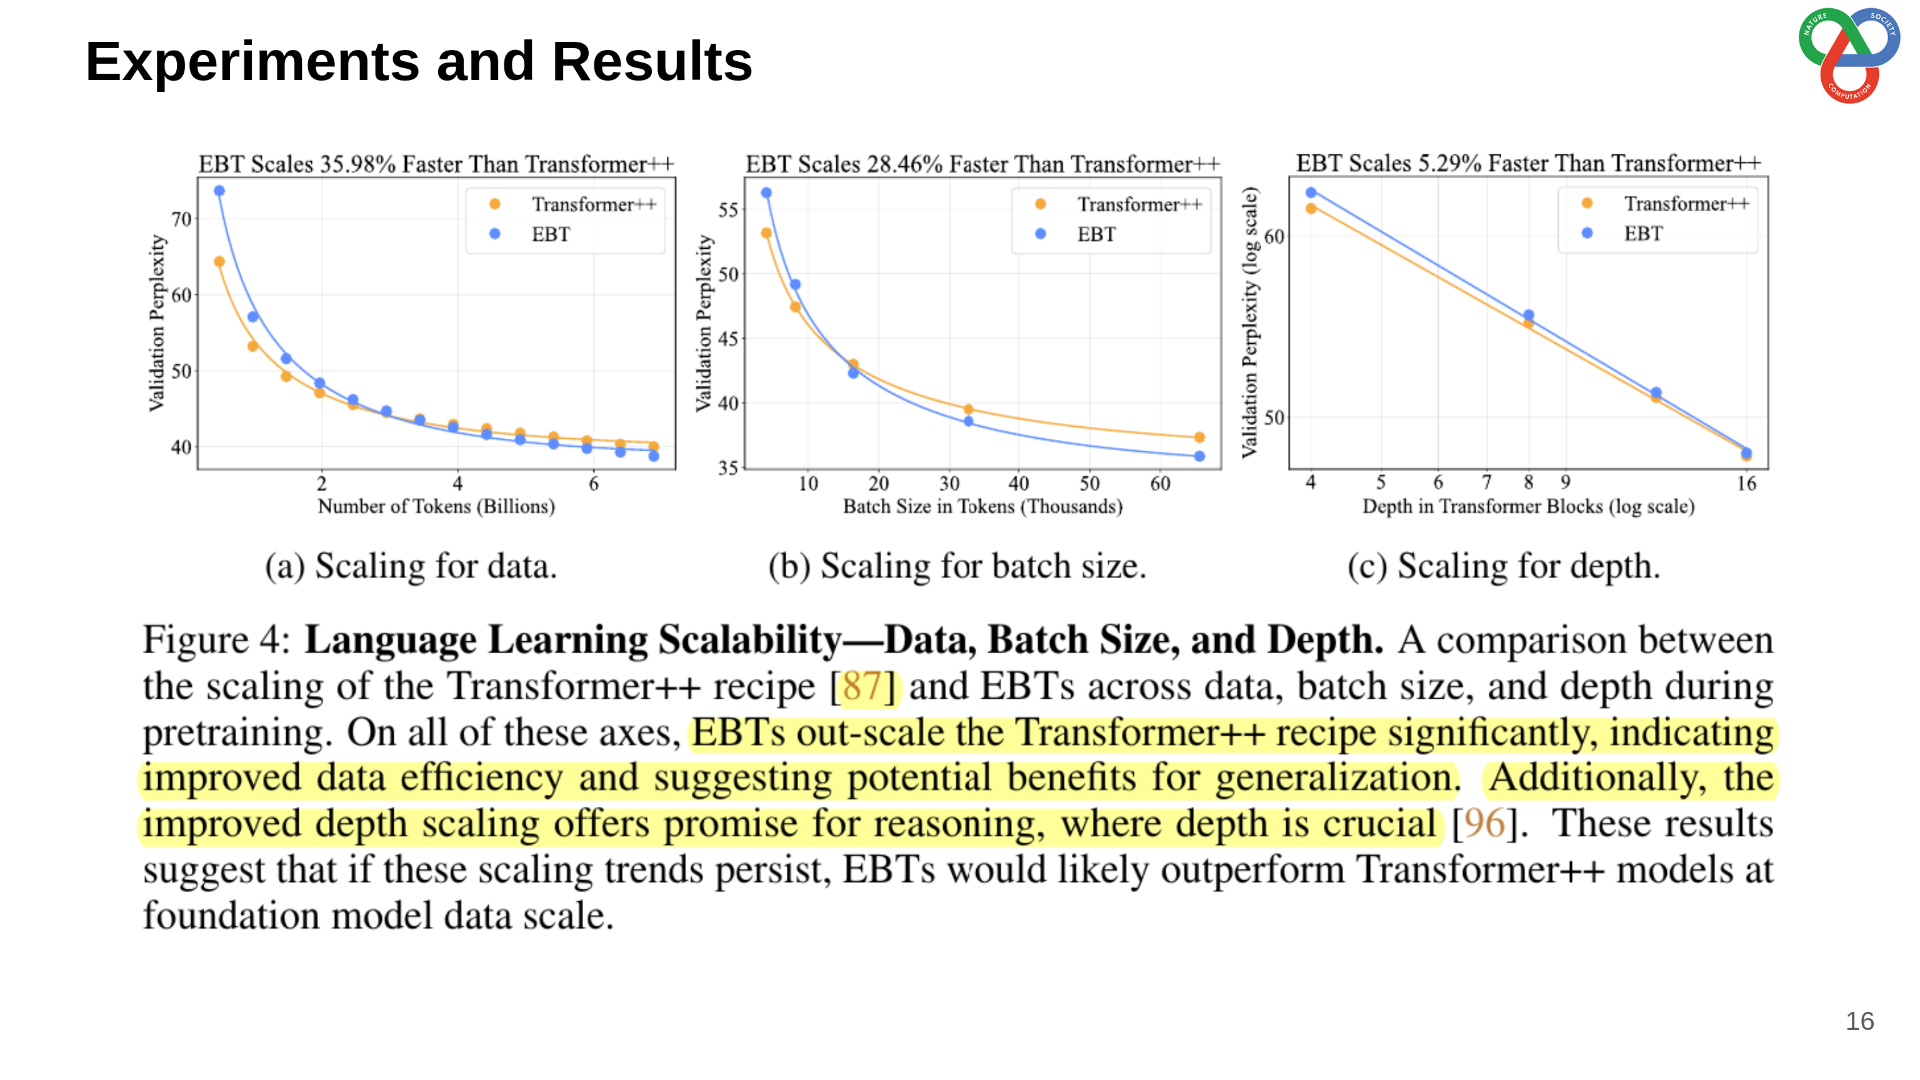 Experiments and Results
NATURE
SOCIETY
COMPUTATION
EBT Scales 35.98% Faster Than Transformer++
Transformer++
EBT
70
60
50
40
Validation Perplexity
2
4
6
Number of Tokens (Billions)
(a) Scaling for data.
EBT Scales 28.46% Faster Than Transformer++
Transformer++
EBT
55
50
45
40
35
Validation Perplexity
10
20
30
40
50
60
Batch Size in Tokens (Thousands)
(b) Scaling for batch size.
EBT Scales 5.29% Faster Than Transformer++
Transformer++
EBT
60
50
Validation Perplexity (log scale)
4
5
6
7
8
9
16
Depth in Transformer Blocks (log scale)
(c) Scaling for depth.
Figure 4: Language Learning Scalability—Data, Batch Size, and Depth. A comparison between
the scaling of the Transformer++ recipe [87] and EBTs across data, batch size, and depth during
pretraining. On all of these axes, EBTs out-scale the Transformer++ recipe significantly, indicating
improved data efficiency and suggesting potential benefits for generalization. Additionally, the
improved depth scaling offers promise for reasoning, where depth is crucial [96]. These results
suggest that if these scaling trends persist, EBTs would likely outperform Transformer++ models at
foundation model data scale.
16